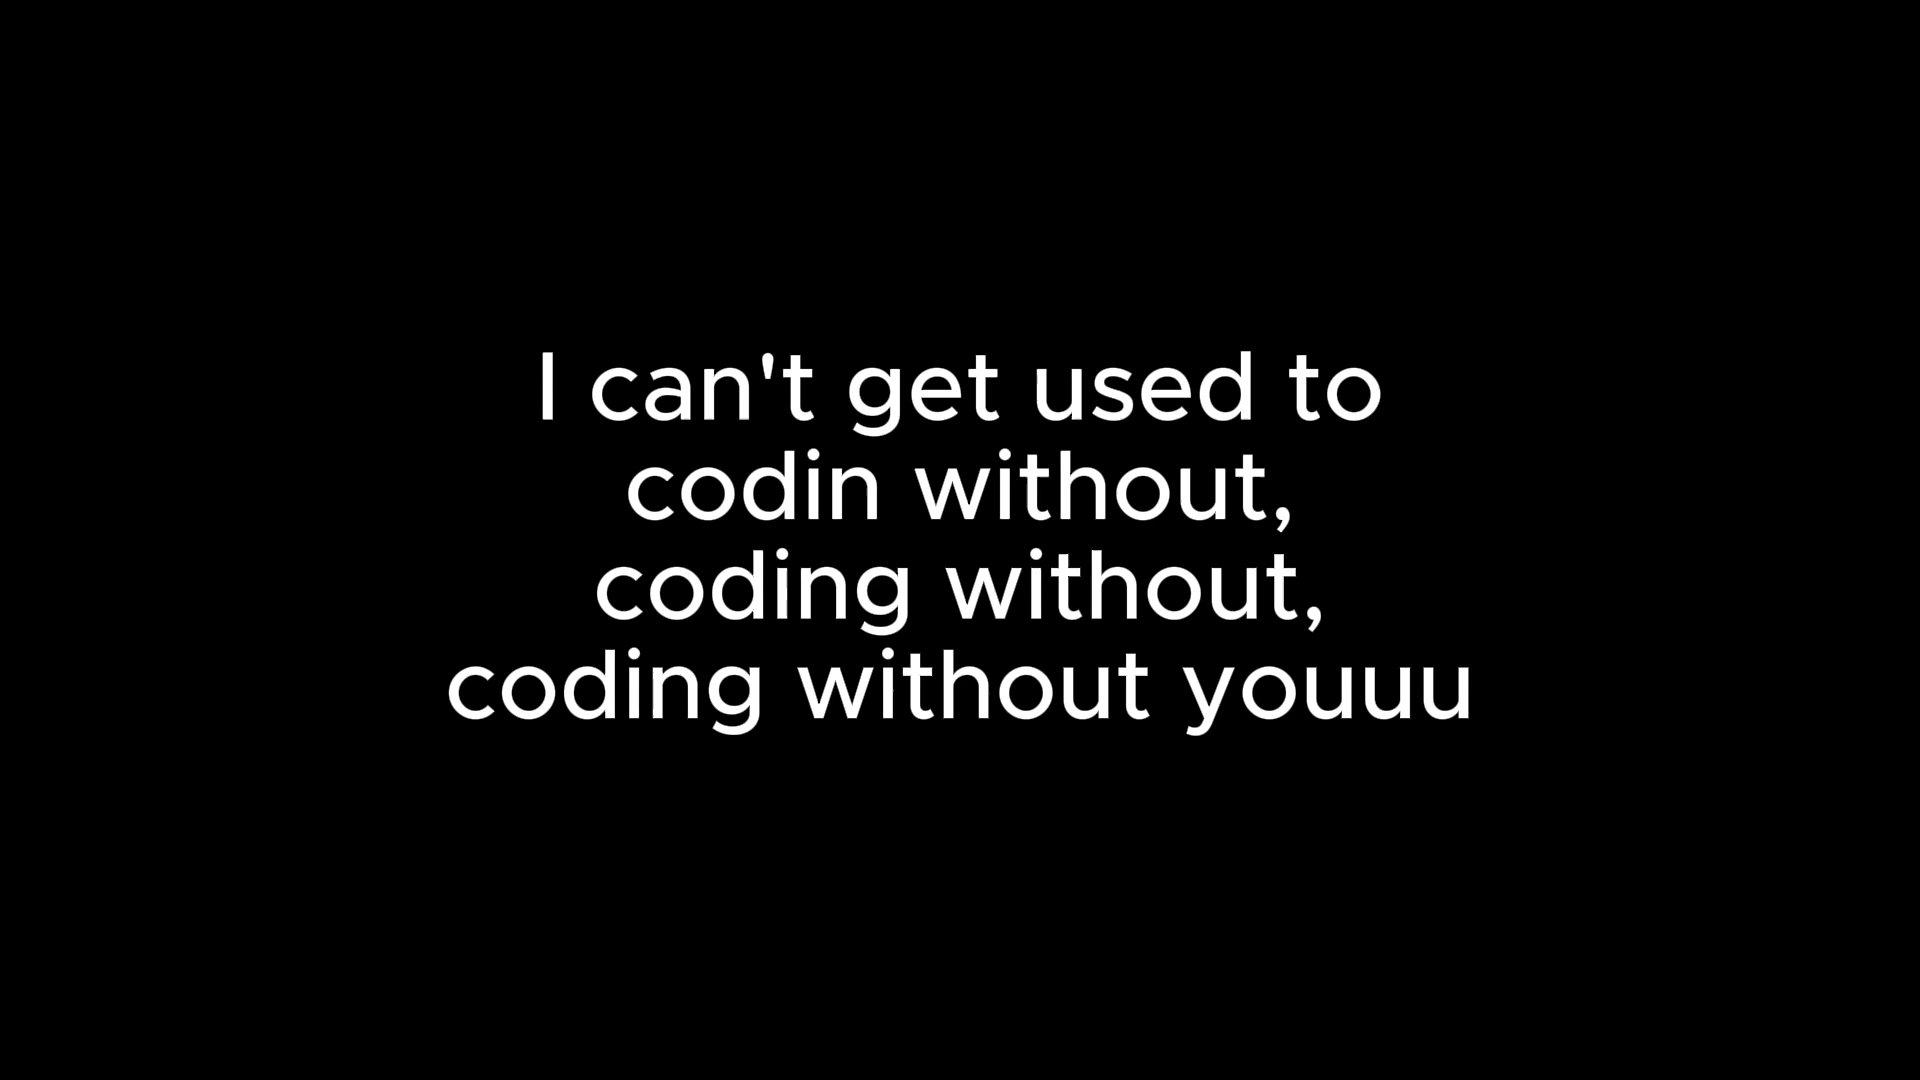 I can't get used to
codin without,
coding without,
coding without youuu